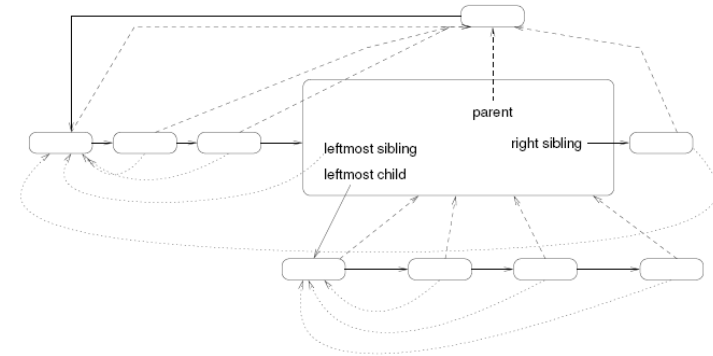 parent
leftmost sibling
right sibling
leftmost child